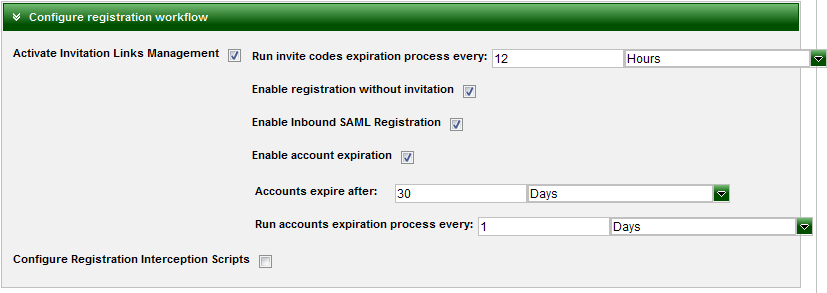 Configure registration workflow
Activate Invitation Links Management Run invite codes expiration process every: 12 Hours
Enable registration without invitation
Enable Inbound SAML Registration
Enable account expiration
Accounts expire after: 30 Days
Run accounts expiration process every: 1 Days
Configure Registration Interception Scripts